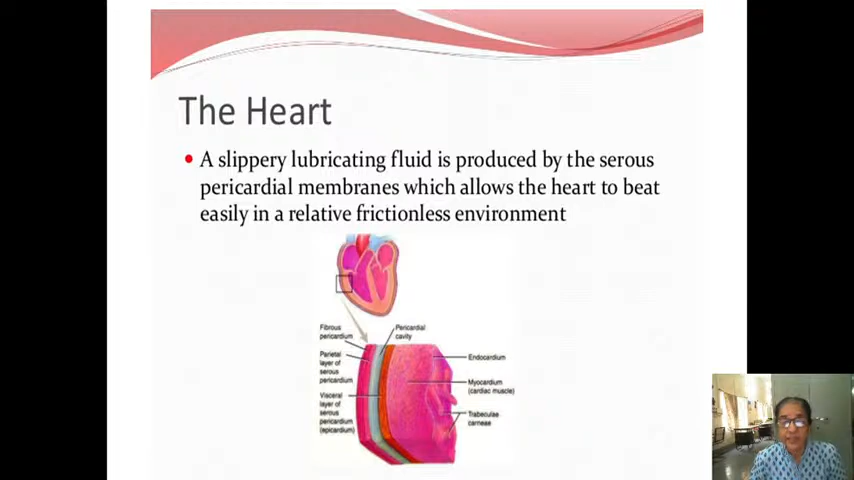 The Heart
• A slippery lubricating fluid is produced by the serous
pericardial membranes which allows the heart to beat
easily in a relative frictionless environment
Fibrous
pericardium
Parietal
layer of
serous
pericardium
Visceral
layer of
serous
pericardium
(epicardium)
Pericardial
cavity
Endocardium
Myocardium
(cardiac muscle)
Trabeculae
carneae